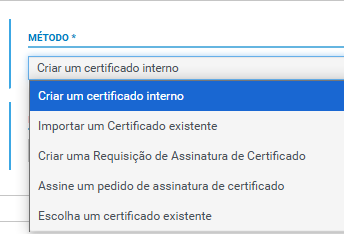 MÉTODO *
Criar um certificado interno
Criar um certificado interno
Importar um Certificado existente
Criar uma Requisição de Assinatura de Certificado
Assine um pedido de assinatura de certificado
Escolha um certificado existente